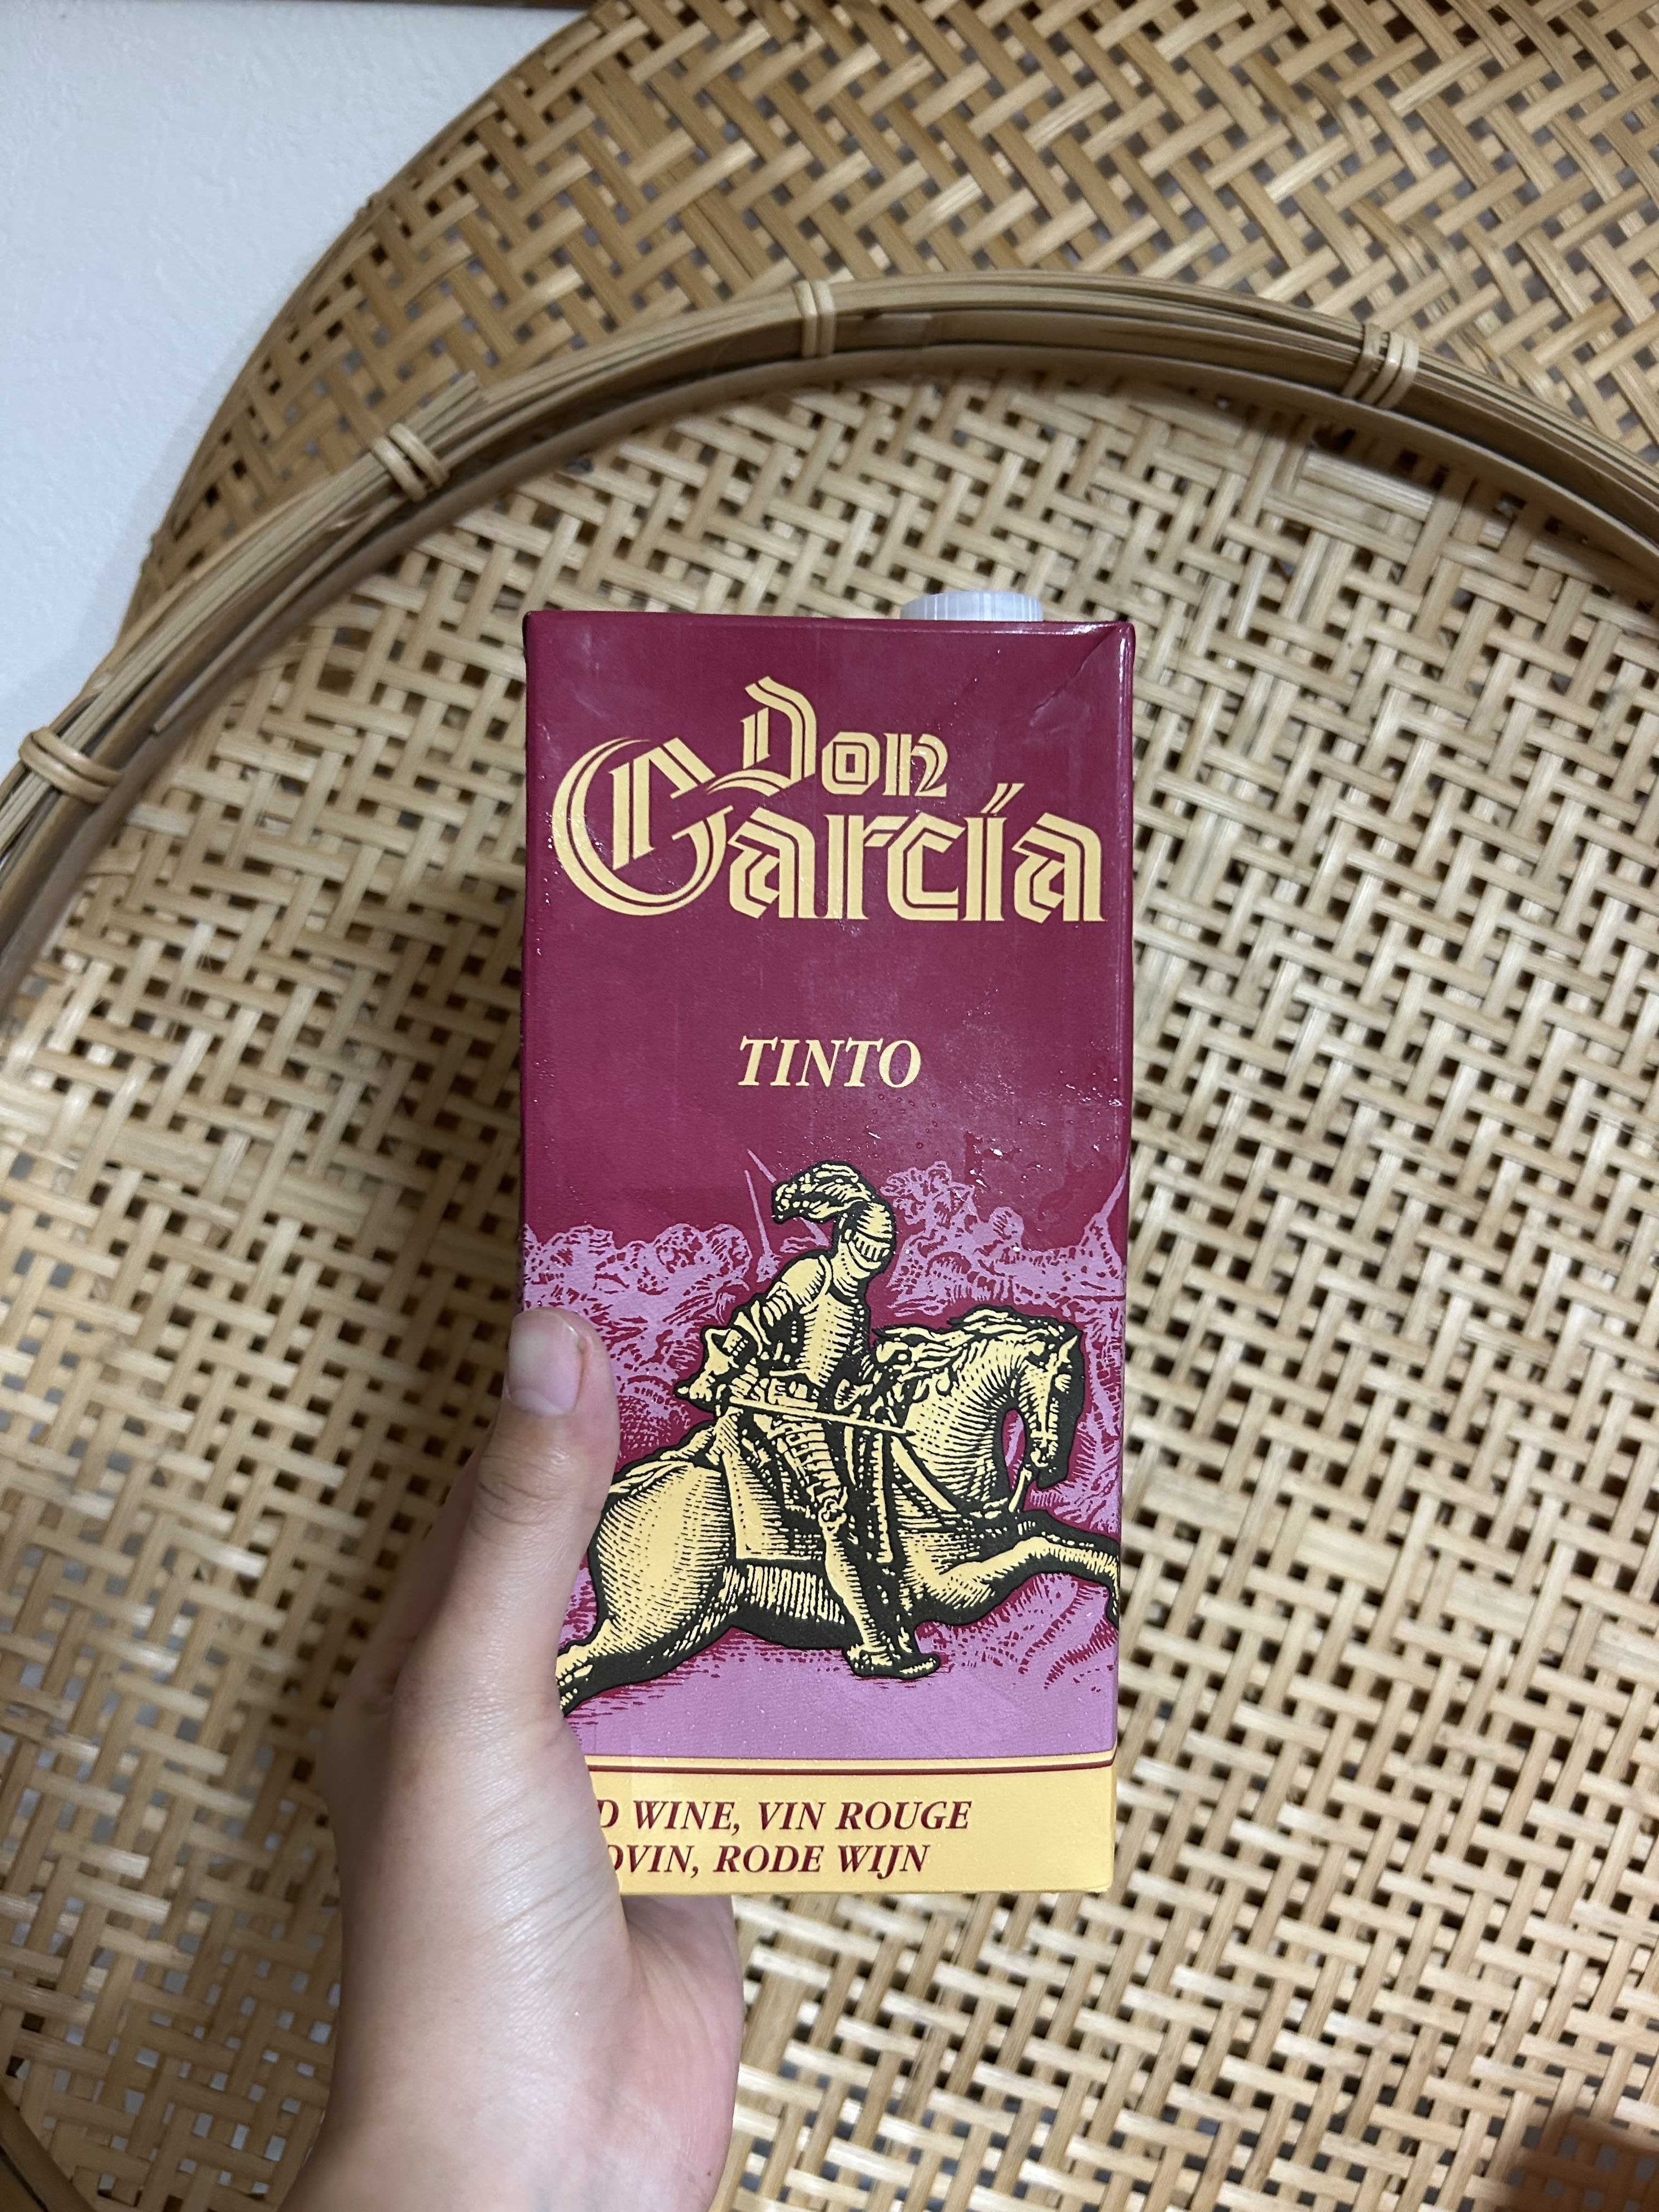 Don
García
TINTO
D WINE, VIN ROUGE
OVIN, RODE WIJN